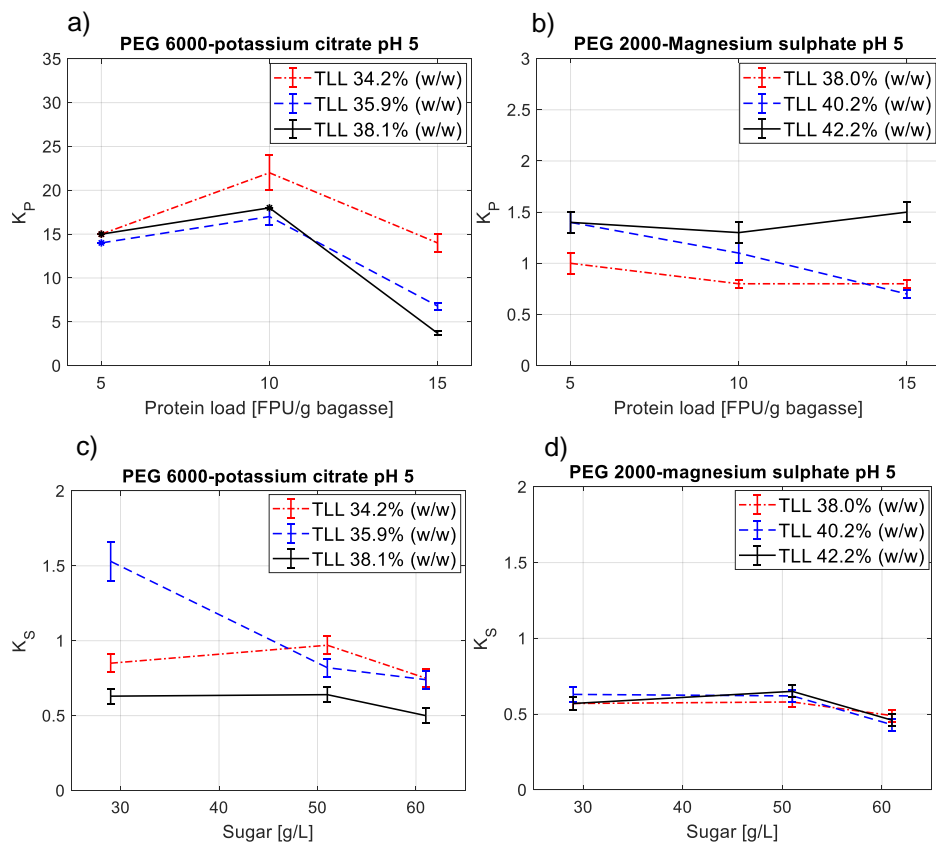 a)
PEG 6000-potassium citrate pH 5
TLL 34.2% (w/w)
TLL 35.9% (w/w)
TLL 38.1% (w/w)
35
30
25
20
15
10
5
0
K_P
5
10
15
Protein load [FPU/g bagasse]
b)
PEG 2000-Magnesium sulphate pH 5
TLL 38.0% (w/w)
TLL 40.2% (w/w)
TLL 42.2% (w/w)
3
2.5
2
1.5
1
0.5
0
K_P
5
10
15
Protein load [FPU/g bagasse]
c)
PEG 6000-potassium citrate pH 5
TLL 34.2% (w/w)
TLL 35.9% (w/w)
TLL 38.1% (w/w)
2
1.5
1
0.5
0
K_S
30
40
50
60
Sugar [g/L]
d)
PEG 2000-magnesium sulphate pH 5
TLL 38.0% (w/w)
TLL 40.2% (w/w)
TLL 42.2% (w/w)
2
1.5
1
0.5
0
K_S
30
40
50
60
Sugar [g/L]